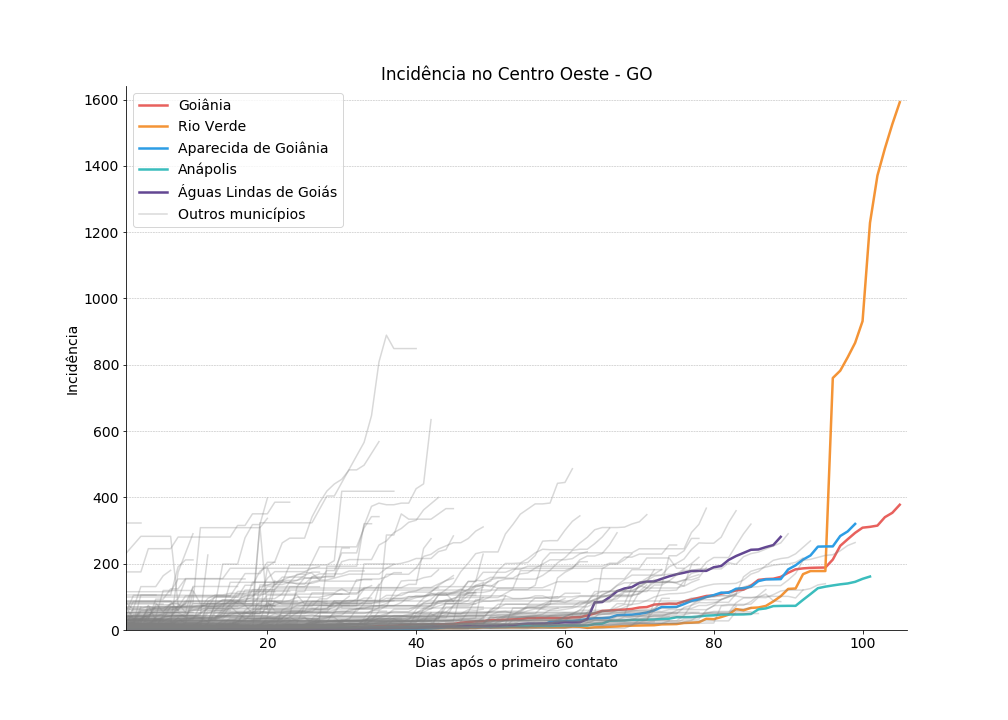 Incidência no Centro Oeste - GO
Goiânia
Rio Verde
Aparecida de Goiânia
Anápolis
Águas Lindas de Goiás
Outros municípios
1600
1400
1200
1000
800
600
400
200
0
Incidência
20
40
60
80
100
Dias após o primeiro contato